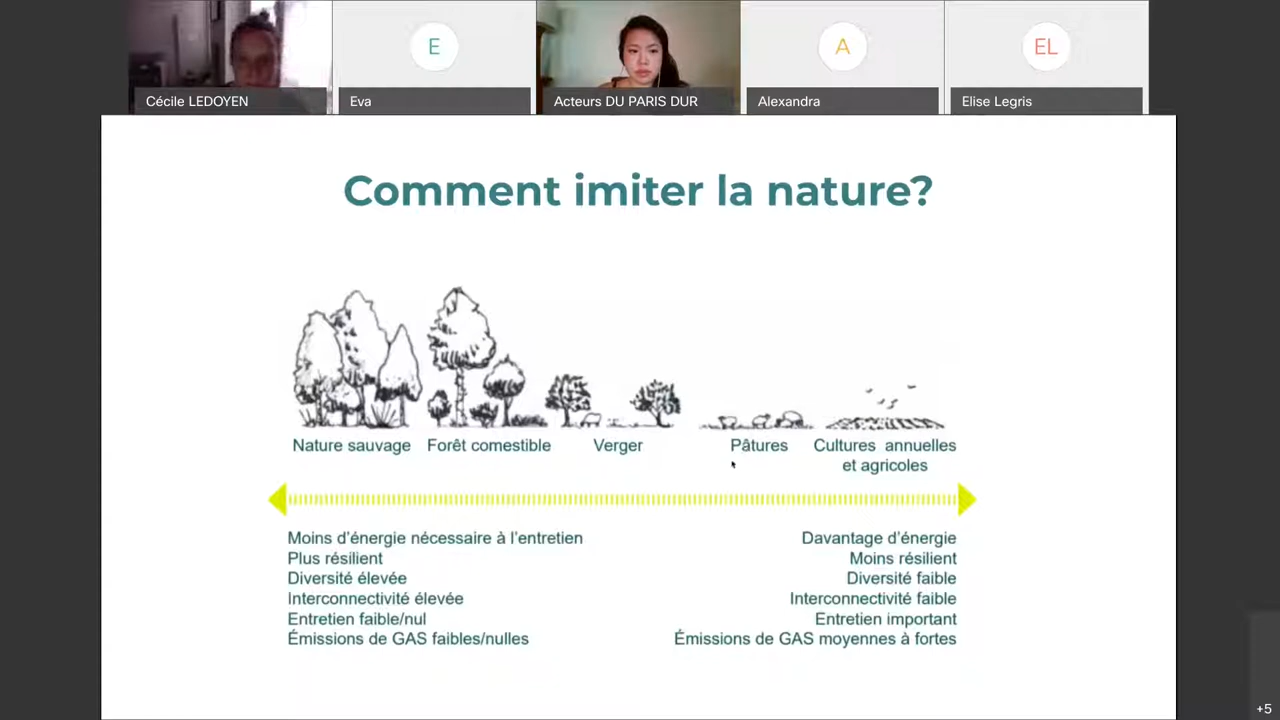 E
A
EL
Cécile LEDOYEN
Eva
Acteurs DU PARIS DUR
Alexandra
Elise Legris
Comment imiter la nature?
Nature sauvage
Forêt comestible
Verger
Pâtures
Cultures annuelles
et agricoles
Moins d'énergie nécessaire à l'entretien
Plus résilient
Diversité élevée
Interconnectivité élevée
Entretien faible/nul
Émissions de GAS faibles/nulles
Davantage d'énergie
Moins résilient
Diversité faible
Interconnectivité faible
Entretien important
Émissions de GAS moyennes à fortes
+5